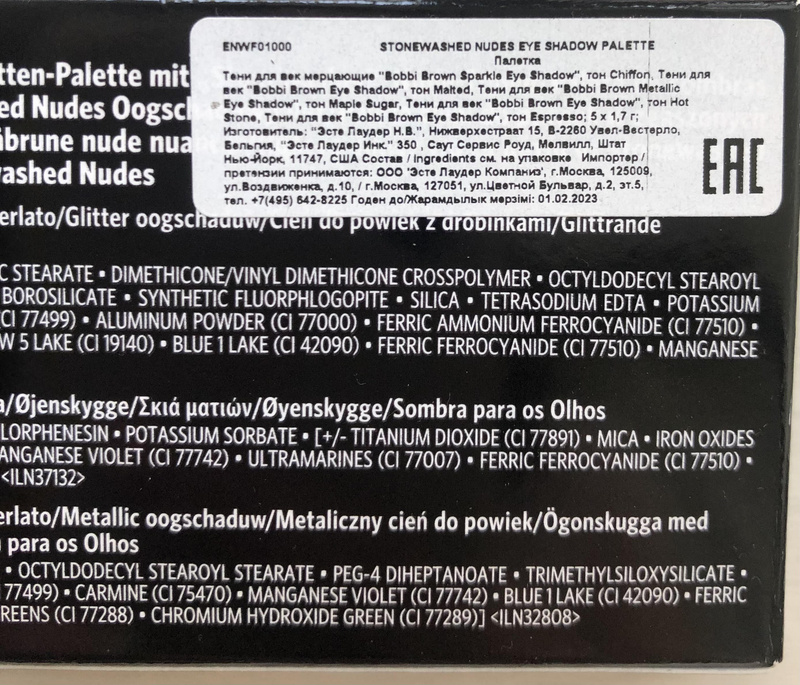 ENWF01000 STONEWASHED NUDES EYE SHADOW PALETTE
Палетка
Тени для век мерцающие "Bobbi Brown Sparkle Eye Shadow", тон Chiffon, Тени для
век "Bobbi Brown Eye Shadow", тон Malted, Тени для век "Bobbi Brown Metallic
Eye Shadow", тон Maple Sugar, Тени для век "Bobbi Brown Eye Shadow", тон Hot
Stone, Тени для век "Bobbi Brown Eye Shadow", тон Espresso; 5 x 1,7 г;
Изготовитель: "Эсте Лаудер Н.В.", Нижверхестраат 15, В-2260 Увел-Вестерло,
Бельгия, "Эсте Лаудер Инк." 350 , Саут Сервис Роуд, Мелвилл, Штат
Нью-Йорк, 11747, США Состав / Ingredients см. на упаковке Импортер /
претензии принимаются: ООО 'Эсте Лаудер Компаниз', г.Москва, 125009,
ул.Воздвиженка, д.10, / г.Москва, 127051, ул.Цветной Бульвар, д.2, эт.5,
тел. +7(495) 642-8225 Годен до/Жарамдылық мерзімі: 01.02.2023
EAC
tten-Palette mit
ed Nudes Oogsch
brune nude nua
washed Nudes
erlato/Glitter oogschaduw/Cień do powiek z drobinkami/Glittrande
C STEARATE • DIMETHICONE/VINYL DIMETHICONE CROSSPOLYMER • OCTYLDODECYL STEAROYL
BOROSILICATE • SYNTHETIC FLUORPHLOGOPITE • SILICA • TETRASODIUM EDTA • POTASSIUM
(CI 77499) • ALUMINUM POWDER (CI 77000) • FERRIC AMMONIUM FERROCYANIDE (CI 77510) •
W 5 LAKE (CI 19140) • BLUE 1 LAKE (CI 42090) • FERRIC FERROCYANIDE (CI 77510) • MANGANESE
a/Øjenskygge/Σκιά ματιών/Øyenskygge/Sombra para os Olhos
LORPHENESIN • POTASSIUM SORBATE • [+/- TITANIUM DIOXIDE (CI 77891) • MICA • IRON OXIDES
ANGANESE VIOLET (CI 77742) • ULTRAMARINES (CI 77007) • FERRIC FERROCYANIDE (CI 77510) •
<ILN37132>
erlato/Metallic oogschaduw/Metaliczny cień do powiek/Ögonskugga med
para os Olhos
• OCTYLDODECYL STEAROYL STEARATE • PEG-4 DIHEPTANOATE • TRIMETHYLSILOXYSILICATE •
77499) • CARMINE (CI 75470) • MANGANESE VIOLET (CI 77742) • BLUE 1 LAKE (CI 42090) • FERRIC
REENS (CI 77288) • CHROMIUM HYDROXIDE GREEN (CI 77289)] <ILN32808>